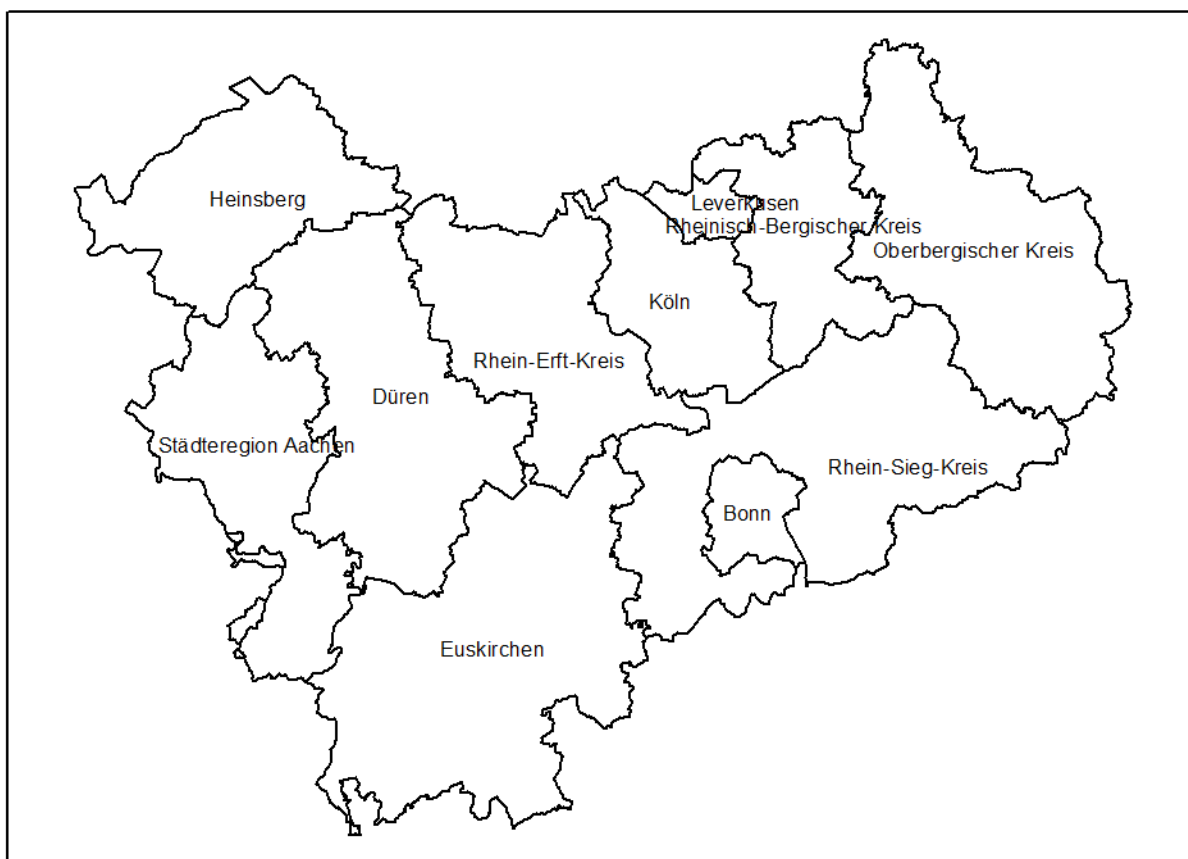 Heinsberg
Leverkusen
Rheinisch-Bergischer Kreis
Oberbergischer Kreis
Köln
Rhein-Erft-Kreis
Düren
Städteregion Aachen
Rhein-Sieg-Kreis
Bonn
Euskirchen